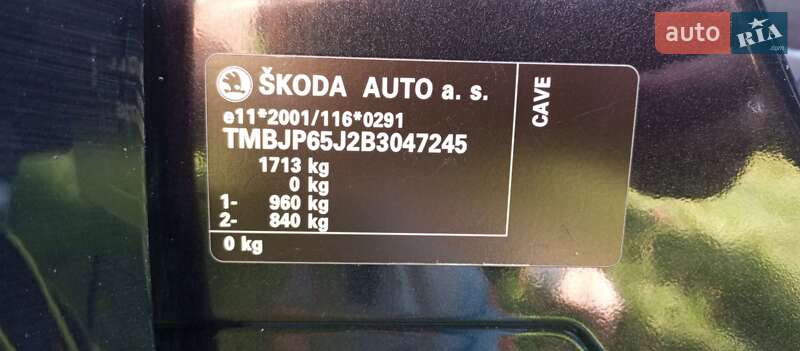 auto RIA
.com
ŠKODA AUTO a. s.
e11*2001/116*0291
TMBJP65J2B3047245
1713 kg
0 kg
1- 960 kg
2- 840 kg
0 kg
CAVE